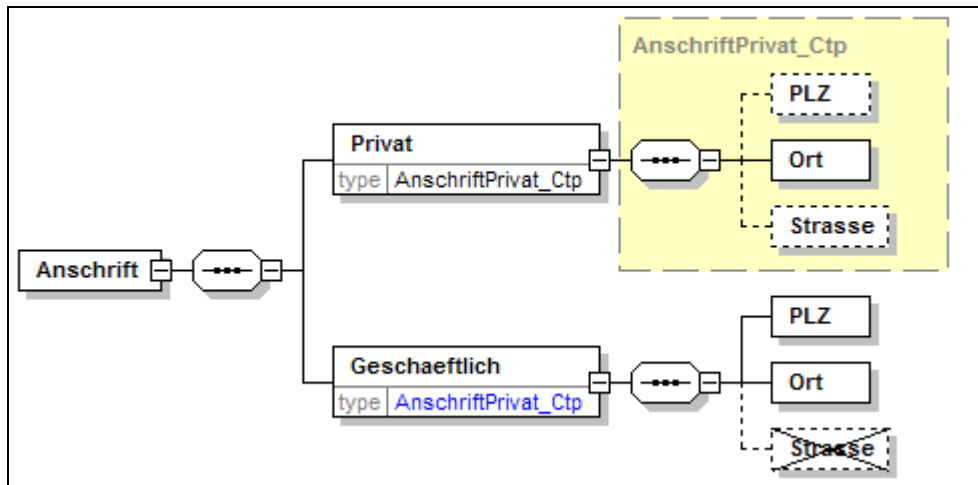 AnschriftPrivat_Ctp
PLZ
Privat
type AnschriftPrivat_Ctp
Ort
Strasse
Anschrift
PLZ
Geschaeftlich
type AnschriftPrivat_Ctp
Ort
Strasse